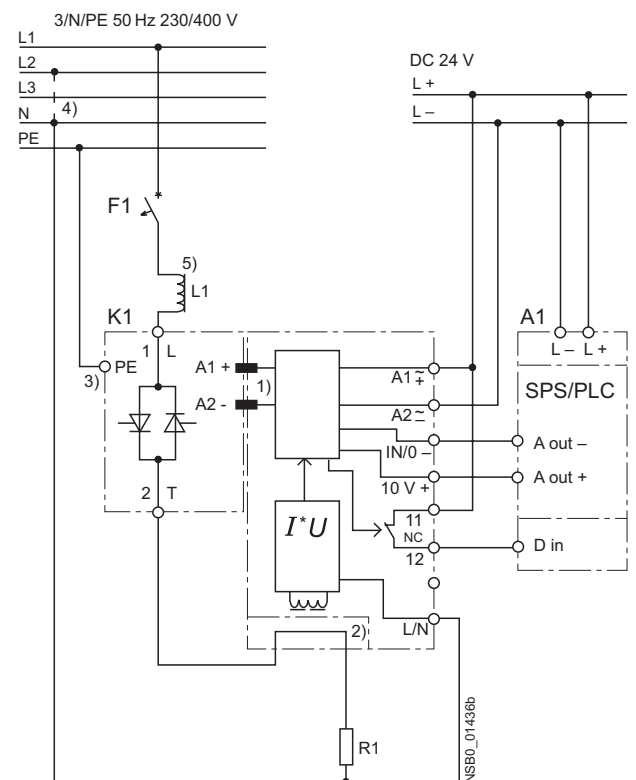 3/N/PE 50 Hz 230/400 V
L1
L2
L3
N
4)
PE
DC 24 V
L +
L –
F1
5)
L1
K1
A1
1 L
L – L +
3)
PE
A1 +
1)
A1 ≂ +
SPS/PLC
A2 -
A2 ≃
IN/0 –
A out –
10 V +
A out +
2 T
11
NC
12
D in
I*U
L/N
2)
R1
NSB0_01436b